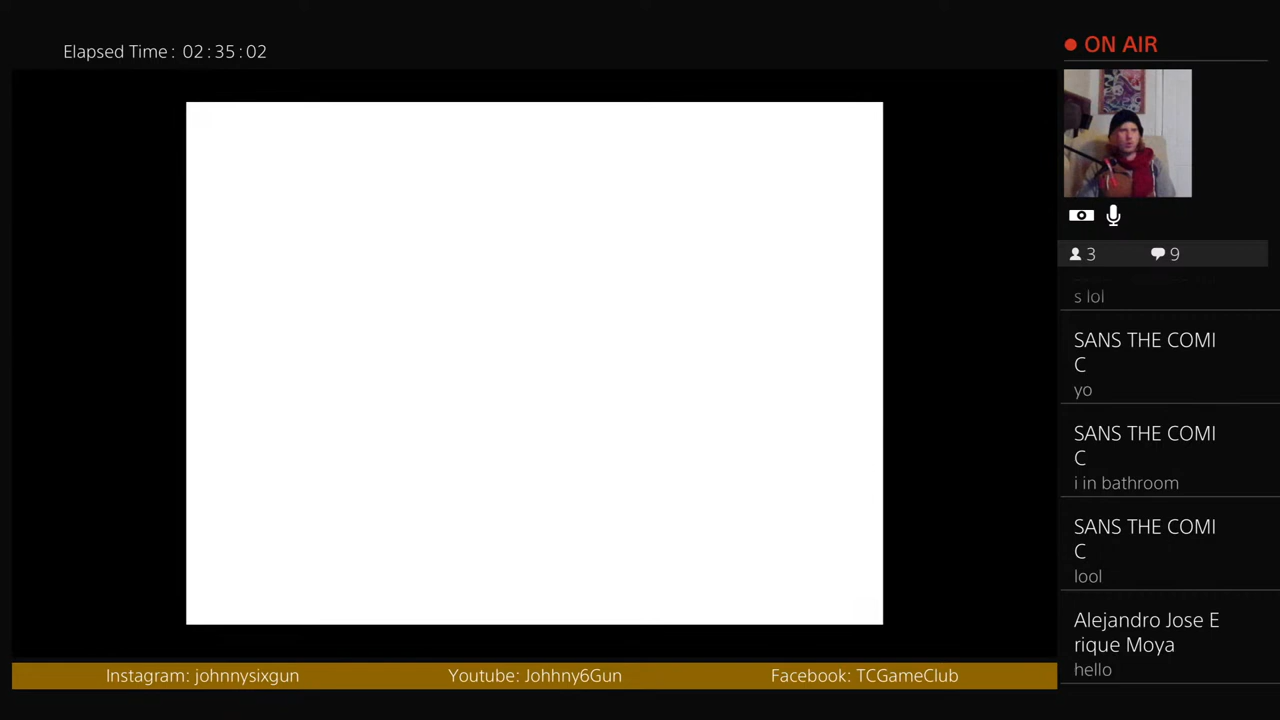 Elapsed Time: 02:35:02
ON AIR
3 9
s lol
SANS THE COMI
C
yo
SANS THE COMI
C
i in bathroom
SANS THE COMI
C
lool
Alejandro Jose E
rique Moya
hello
Instagram: johnnysixgun Youtube: Johhny6Gun Facebook: TCGameClub